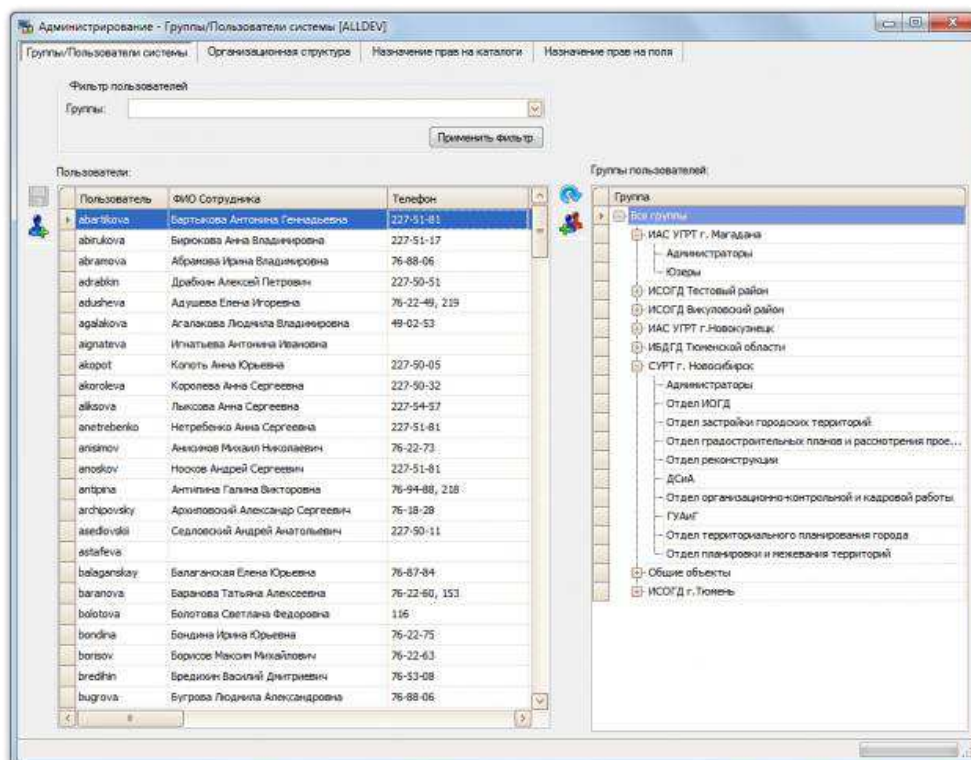 Администрирование - Группы/Пользователи системы [ALLDEV]
Группы/Пользователи системы Организационная структура Назначение прав на каталоги Назначение прав на поля
Фильтр пользователей
Группы:
Применить фильтр
Пользователи:
Пользователь ФИО Сотрудника Телефон
abartikova Бартыкова Антонина Геннадьевна 227-51-81
abirukova Бирюкова Анна Владимировна 227-51-17
abramova Абрамова Ирина Владимировна 76-88-06
adrabkin Драбкин Алексей Петрович 227-50-51
adusheva Адушева Елена Игоревна 76-22-49, 219
agalakova Агалакова Людмила Владимировна 49-02-53
aignateva Игнатьева Антонина Ивановна
akopot Копоть Анна Юрьевна 227-50-05
akoroleva Королева Анна Сергеевна 227-50-32
aliksova Лыксова Анна Сергеевна 227-54-57
anetrebenko Нетребенко Анна Сергеевна 227-51-81
anisimov Анисимов Михаил Николаевич 76-22-73
anoskov Носков Андрей Сергеевич 227-51-81
antipina Антипина Галина Викторовна 76-94-88, 218
archipovsky Архиповский Александр Сергеевич 76-18-28
asedlovskii Седловский Андрей Анатольевич 227-50-11
astafeva
balaganskay Балаганская Елена Юрьевна 76-87-84
baranova Баранова Татьяна Алексеевна 76-22-60, 153
bolotova Болотова Светлана Федоровна 116
bondina Бондина Ирина Юрьевна 76-22-75
borisov Борисов Максим Михайлович 76-22-63
bredihin Бредихин Василий Дмитриевич 76-53-08
bugrova Бугрова Людмила Александровна 76-88-06
Группы пользователей:
Группа
Все группы
ИАС УГРТ г. Магадана
Администраторы
Юзеры
ИСОГД Тестовый район
ИСОГД Викуловский район
ИАС УГРТ г.Новокузнецк
ИБДГД Тюменской области
СУРТ г. Новосибирск
Администраторы
Отдел ИОГД
Отдел застройки городских территорий
Отдел градостроительных планов и рассмотрения прое...
Отдел реконструкции
ДСиА
Отдел организационно-контрольной и кадровой работы
ГУАиГ
Отдел территориального планирования города
Отдел планировки и межевания территорий
Общие объекты
ИСОГД г.Тюмень